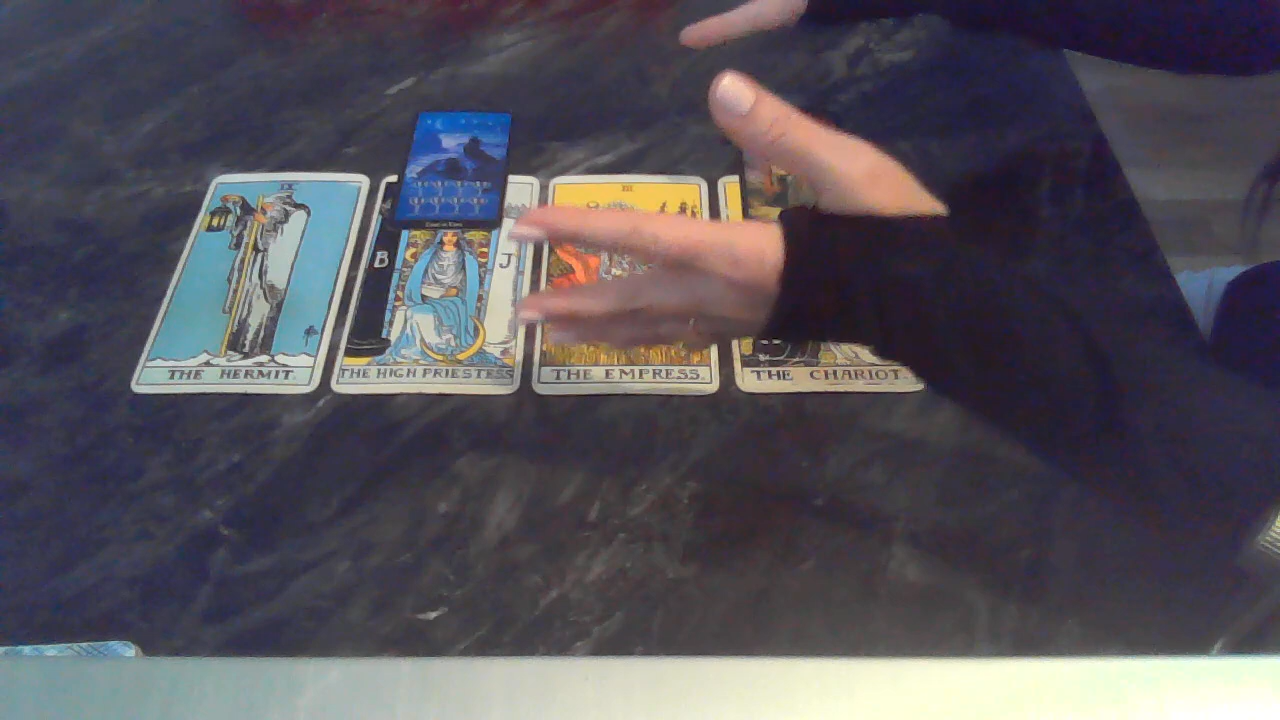 IX
THE HERMIT.
B
J
THE HIGH PRIESTESS
III
THE EMPRESS.
THE CHARIOT.